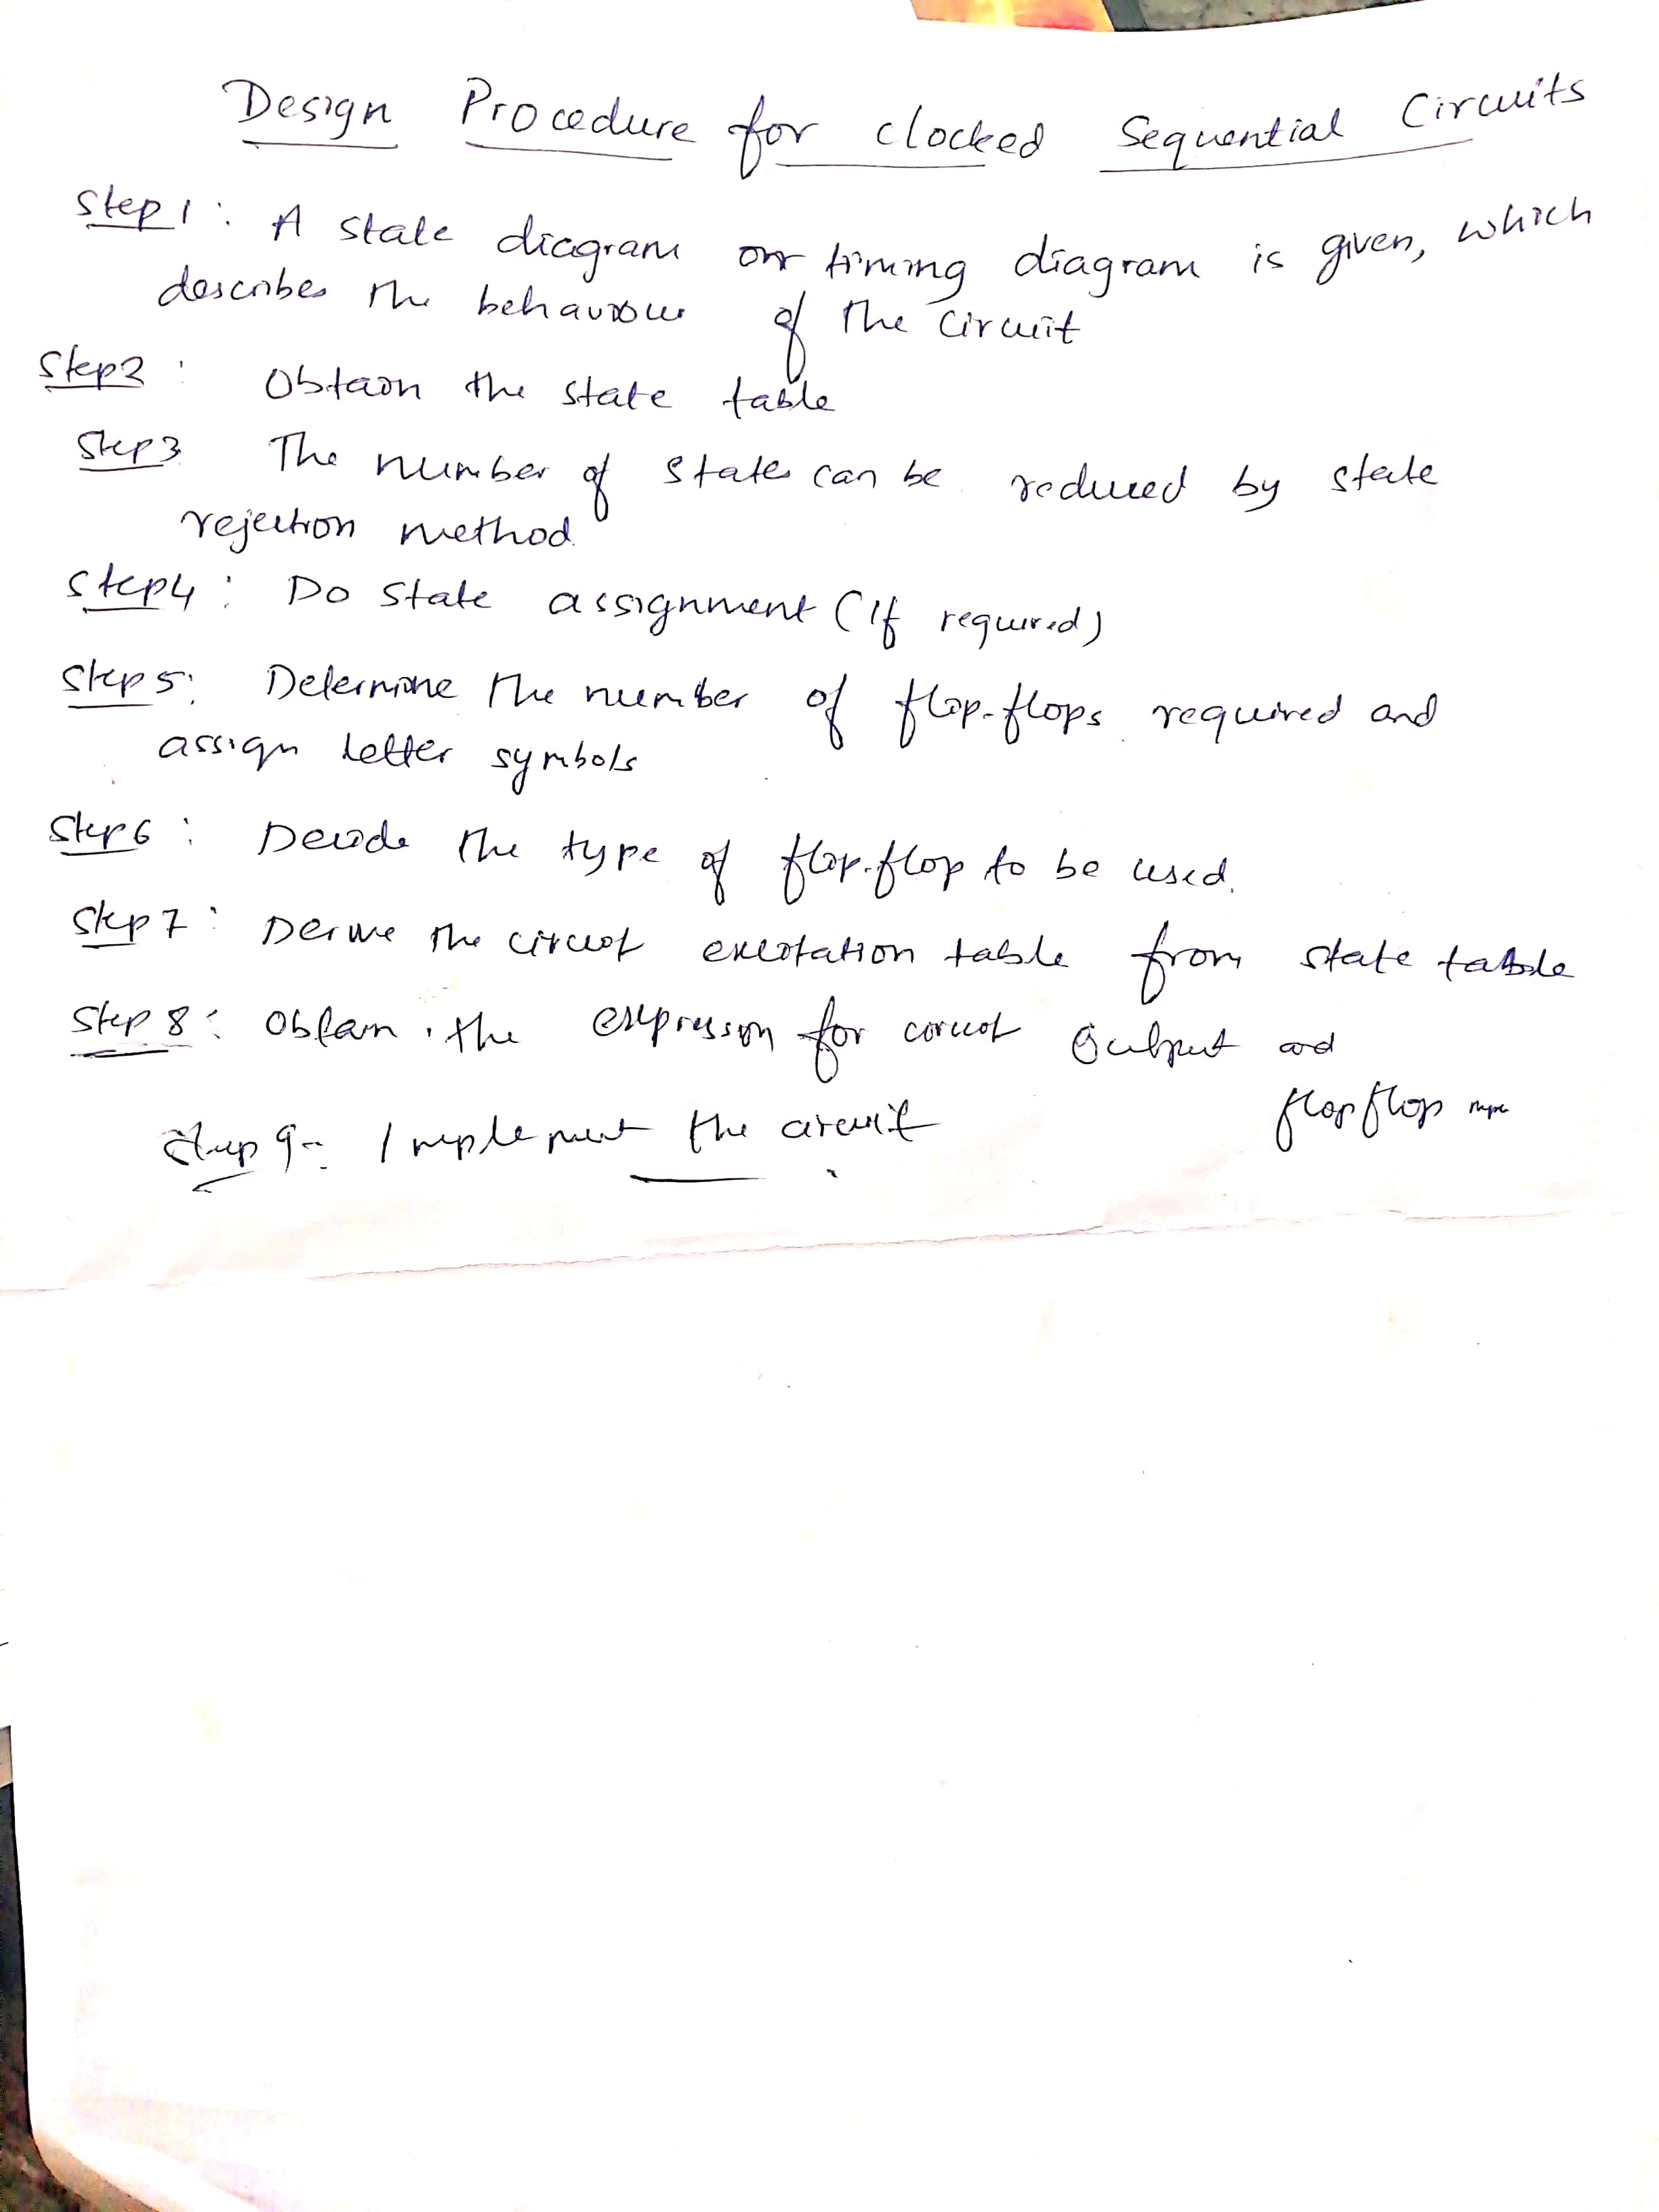 Design Procedure for clocked Sequential Circuits
Step 1 : A state diagram or timing diagram is given, which
describes the behaviour of the circuit
Step 2 : Obtain the state table
Step 3 The number of states can be reduced by state
rejection method
Step 4 : Do state assignment (If required)
Step 5 : Determine the number of flip-flops required and
assign letter symbols
Step 6 : Decide the type of flip-flop to be used.
Step 7 : Derive the circuit excitation table from state table
Step 8 : Obtain the expression for circuit output and
flip flop
Step 9 :- Implement the circuit